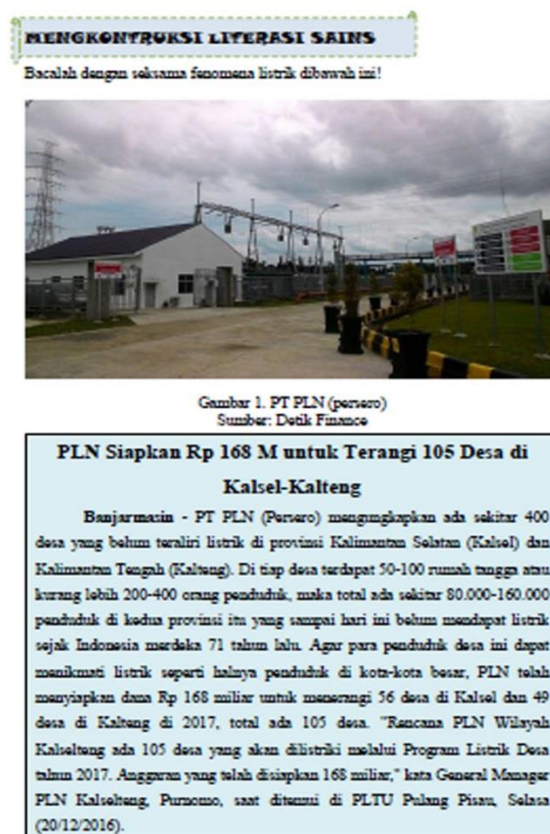 MENGKONTRUKSI LITERASI SAINS
Bacalah dengan seksama fenomena listrik dibawah ini!
Gambar 1. PT PLN (persero)
Sumber: Detik Finance
PLN Siapkan Rp 168 M untuk Terangi 105 Desa di
Kalsel-Kalteng
Banjarmasin - PT PLN (Persero) mengungkapkan ada sekitar 400
desa yang belum teraliri listrik di provinsi Kalimantan Selatan (Kalsel) dan
Kalimantan Tengah (Kalteng). Di tiap desa terdapat 50-100 rumah tangga atau
kurang lebih 200-400 orang penduduk, maka total ada sekitar 80.000-160.000
penduduk di kedua provinsi itu yang sampai hari ini belum mendapat listrik
sejak Indonesia merdeka 71 tahun lalu. Agar para penduduk desa ini dapat
menikmati listrik seperti halnya penduduk di kota-kota besar, PLN telah
menyiapkan dana Rp 168 miliar untuk menerangi 56 desa di Kalsel dan 49
desa di Kalteng di 2017, total ada 105 desa. "Rencana PLN Wilayah
Kalselteng ada 105 desa yang akan dilistriki melalui Program Listrik Desa
tahun 2017. Anggaran yang telah disiapkan 168 miliar," kata General Manager
PLN Kalselteng, Purnomo, saat ditemui di PLTU Pulang Pisau, Selasa
(20/12/2016).